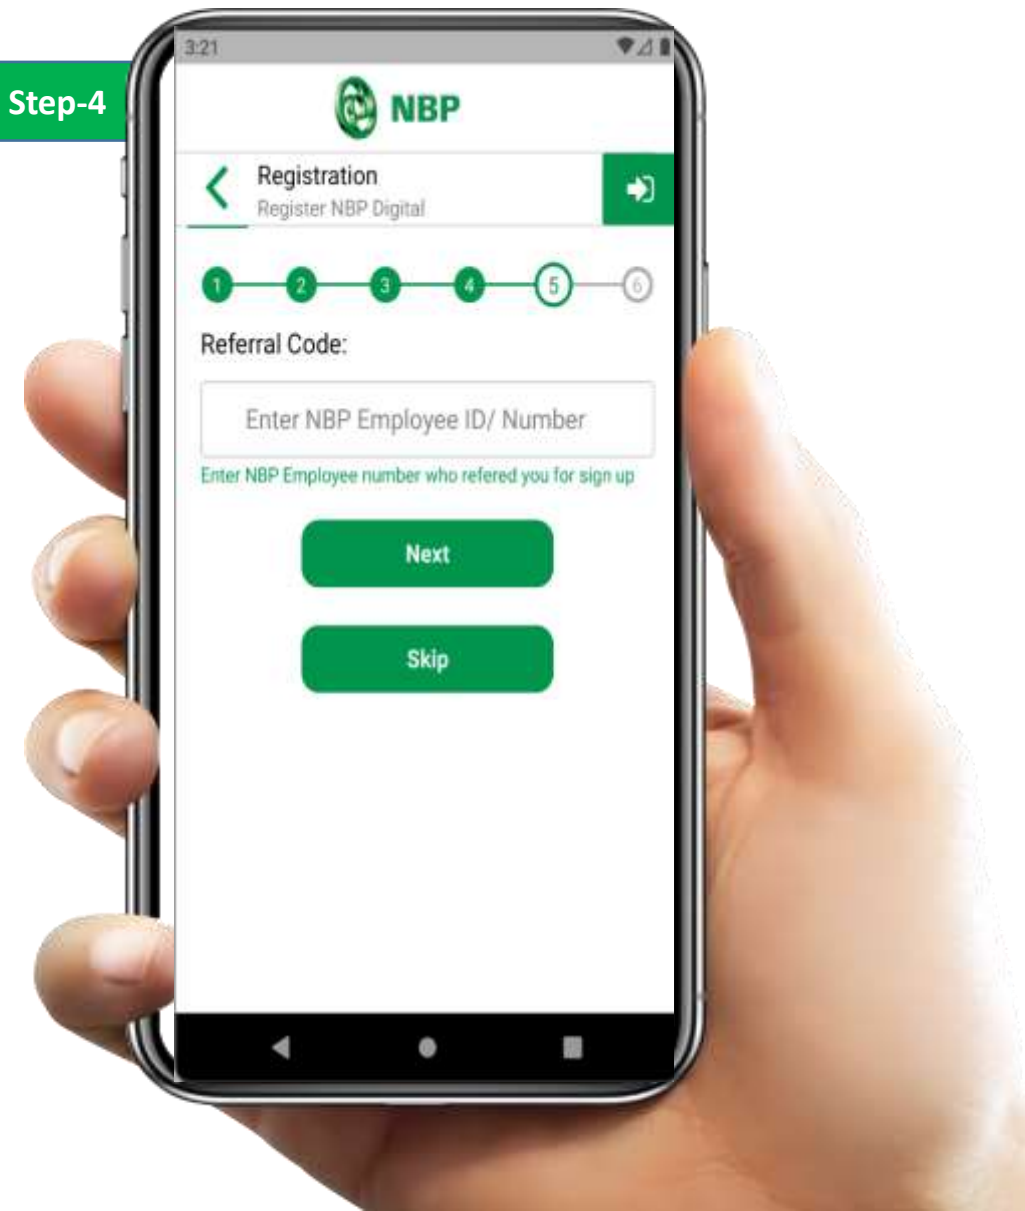 3:21
Step-4
NBP
Registration
Register NBP Digital
1 2 3 4 5 6
Referral Code:
Enter NBP Employee ID/ Number
Enter NBP Employee number who refered you for sign up
Next
Skip